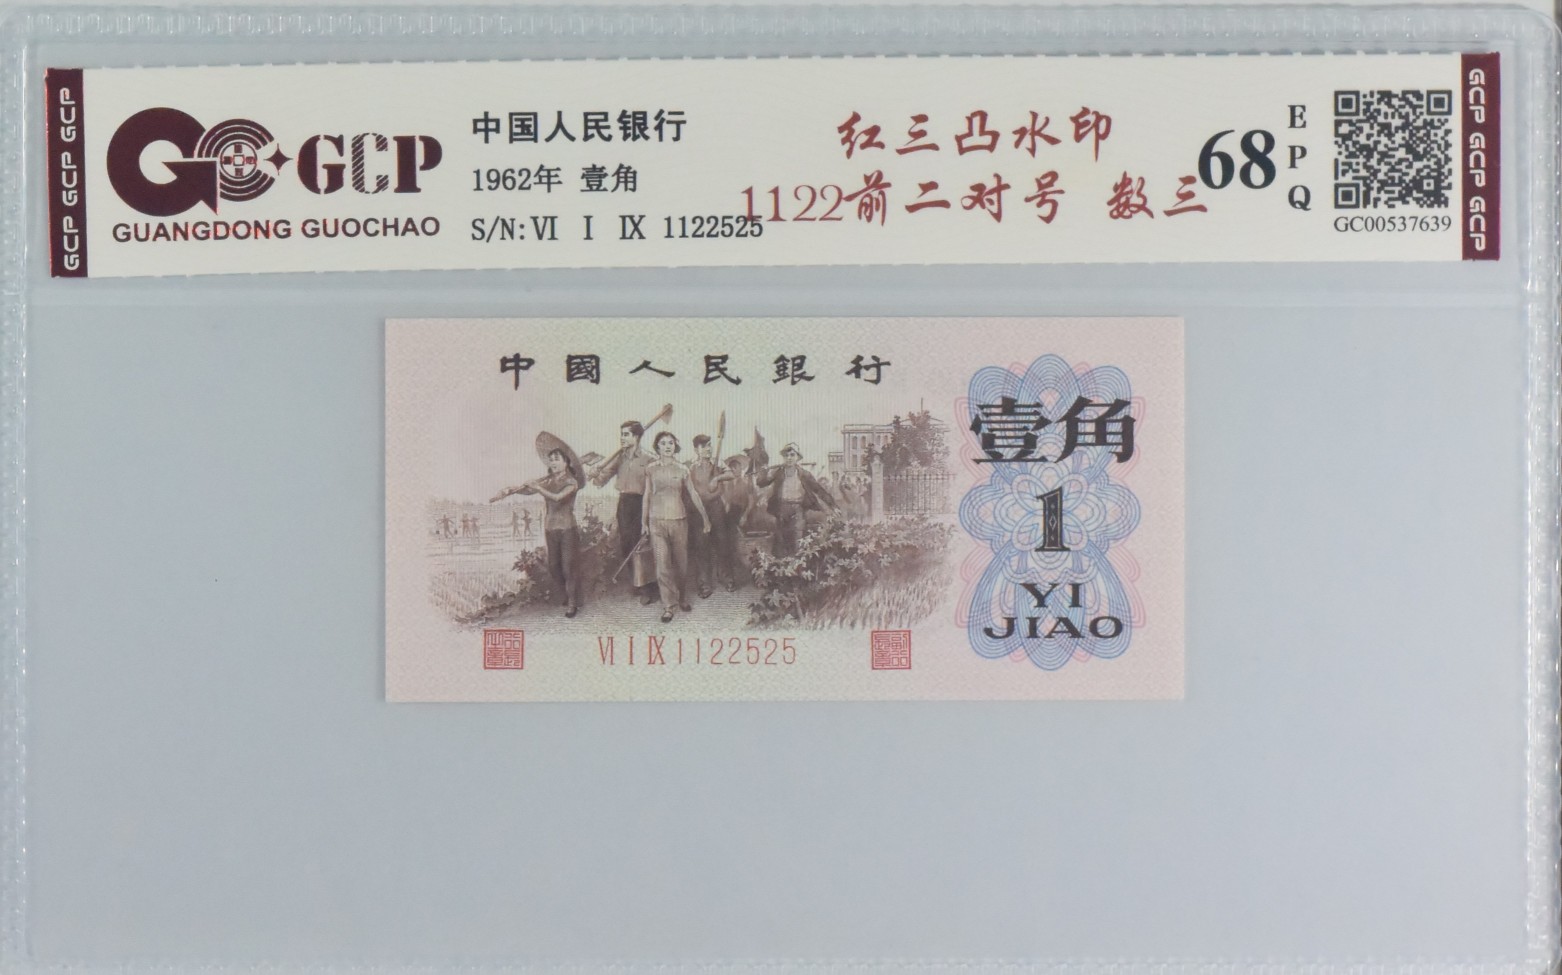 GCP GCP GCP
GCP
GUANGDONG GUOCHAO
中国人民银行
1962年 壹角
S/N: Ⅵ Ⅰ Ⅸ 1122525
红三凸水印
1122前二对号 数三
68
EPQ
GC00537639
GCP GCP GCP
中國人民銀行
壹角
1
YI
JIAO
Ⅵ Ⅰ Ⅸ 1122525